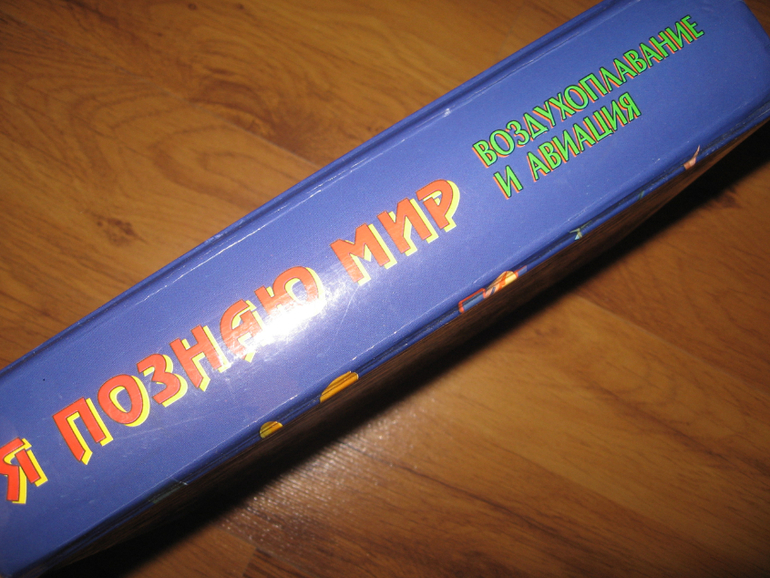 Я ПОЗНАЮ МИР
ВОЗДУХОПЛАВАНИЕ
И АВИАЦИЯ